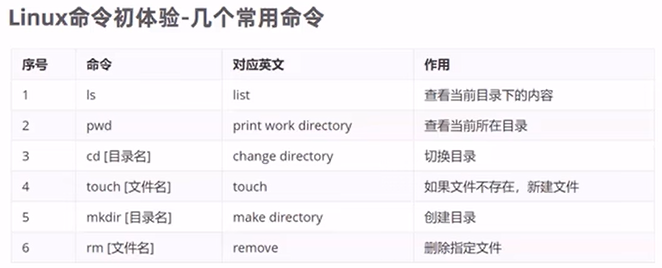 Linux命令初体验-几个常用命令
序号 命令 对应英文 作用
1 ls list 查看当前目录下的内容
2 pwd print work directory 查看当前所在目录
3 cd [目录名] change directory 切换目录
4 touch [文件名] touch 如果文件不存在，新建文件
5 mkdir [目录名] make directory 创建目录
6 rm [文件名] remove 删除指定文件